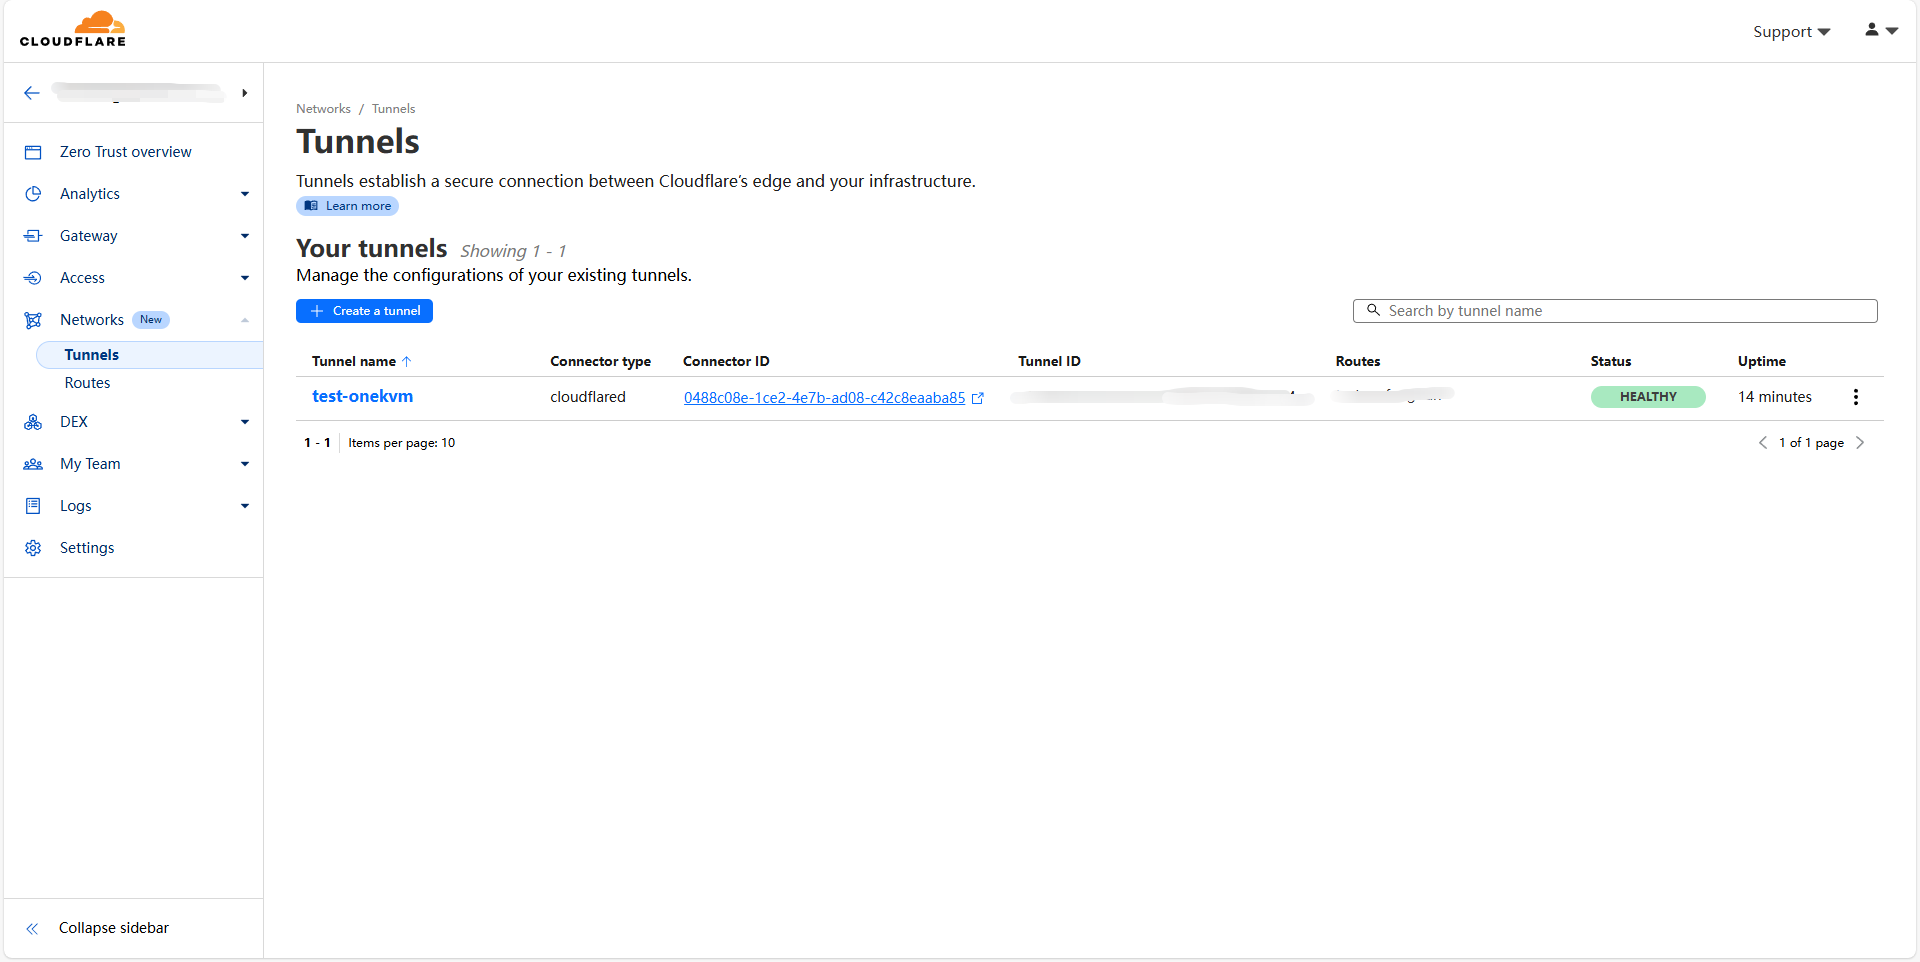 CLOUDFLARE
Support
Zero Trust overview
Analytics
Gateway
Access
Networks New
Tunnels
Routes
DEX
My Team
Logs
Settings
Collapse sidebar
Networks / Tunnels
Tunnels
Tunnels establish a secure connection between Cloudflare's edge and your infrastructure.
Learn more
Your tunnels Showing 1 - 1
Manage the configurations of your existing tunnels.
Create a tunnel
Search by tunnel name
Tunnel name Connector type Connector ID Tunnel ID Routes Status Uptime
test-onekvm cloudflared 0488c08e-1ce2-4e7b-ad08-c42c8eaaba85 HEALTHY 14 minutes
1 - 1 Items per page: 10
1 of 1 page